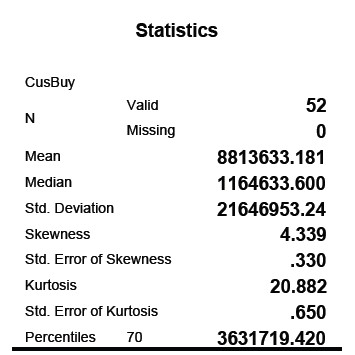 Statistics
CusBuy
N Valid 52
Missing 0
Mean 8813633.181
Median 1164633.600
Std. Deviation 21646953.24
Skewness 4.339
Std. Error of Skewness .330
Kurtosis 20.882
Std. Error of Kurtosis .650
Percentiles 70 3631719.420